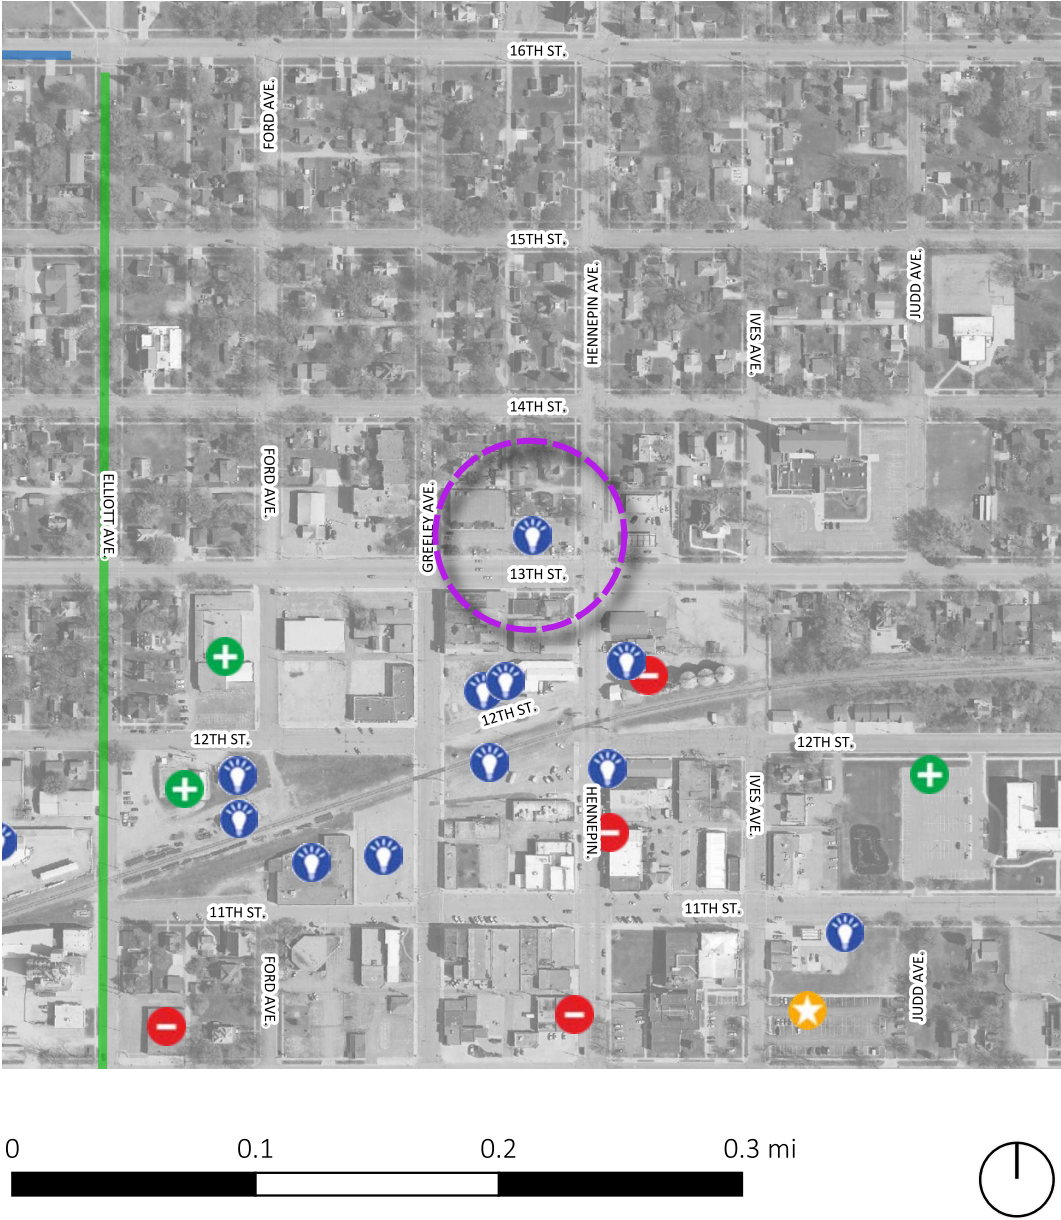 16TH ST.
FORD AVE.
15TH ST.
HENNEPIN AVE.
JUDD AVE.
IVES AVE.
14TH ST.
ELLIOTT AVE.
FORD AVE.
GREELEY AVE.
13TH ST.
12TH ST.
12TH ST.
12TH ST.
HENNEPIN.
IVES AVE.
11TH ST.
11TH ST.
FORD AVE.
JUDD AVE.
0 0.1 0.2 0.3 mi